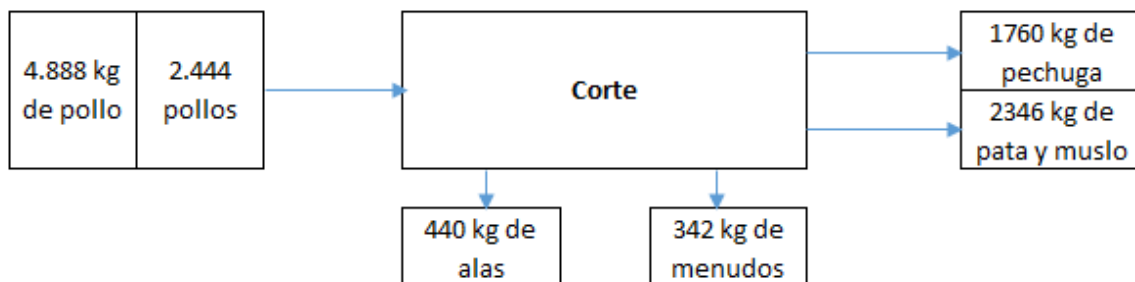 4.888 kg
de pollo
2.444
pollos
Corte
1760 kg de
pechuga
2346 kg de
pata y muslo
440 kg de
alas
342 kg de
menudos